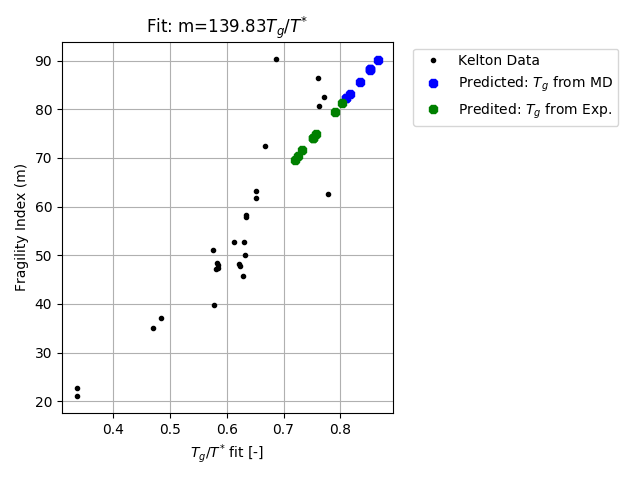 Fit: m=139.83T_g/T^*
Kelton Data
Predicted: T_g from MD
Predited: T_g from Exp.
Fragility Index (m)
90
80
70
60
50
40
30
20
0.4 0.5 0.6 0.7 0.8
T_g/T^* fit [-]